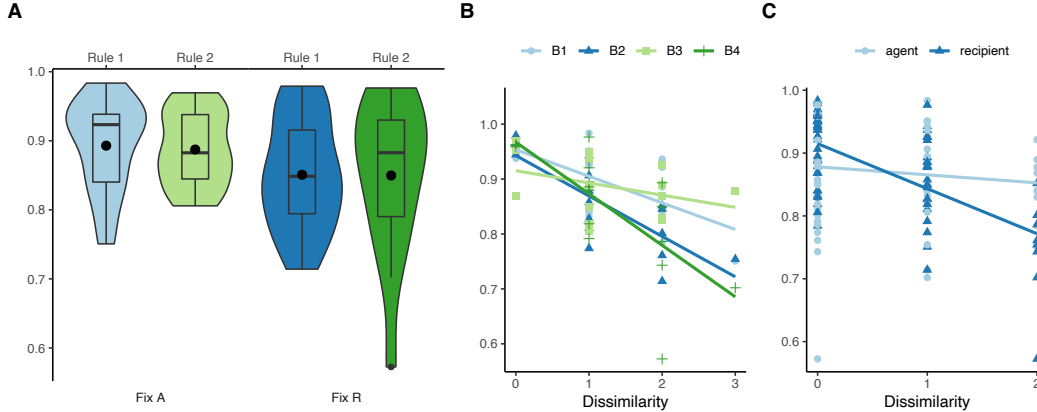 A
Rule 1 Rule 2 Rule 1 Rule 2
1.0
0.9
0.8
0.7
0.6
Fix A Fix R
B
B1 B2 B3 B4
1.0
0.9
0.8
0.7
0.6
0 1 2 3
Dissimilarity
C
agent recipient
1.0
0.9
0.8
0.7
0.6
0 1 2
Dissimilarity